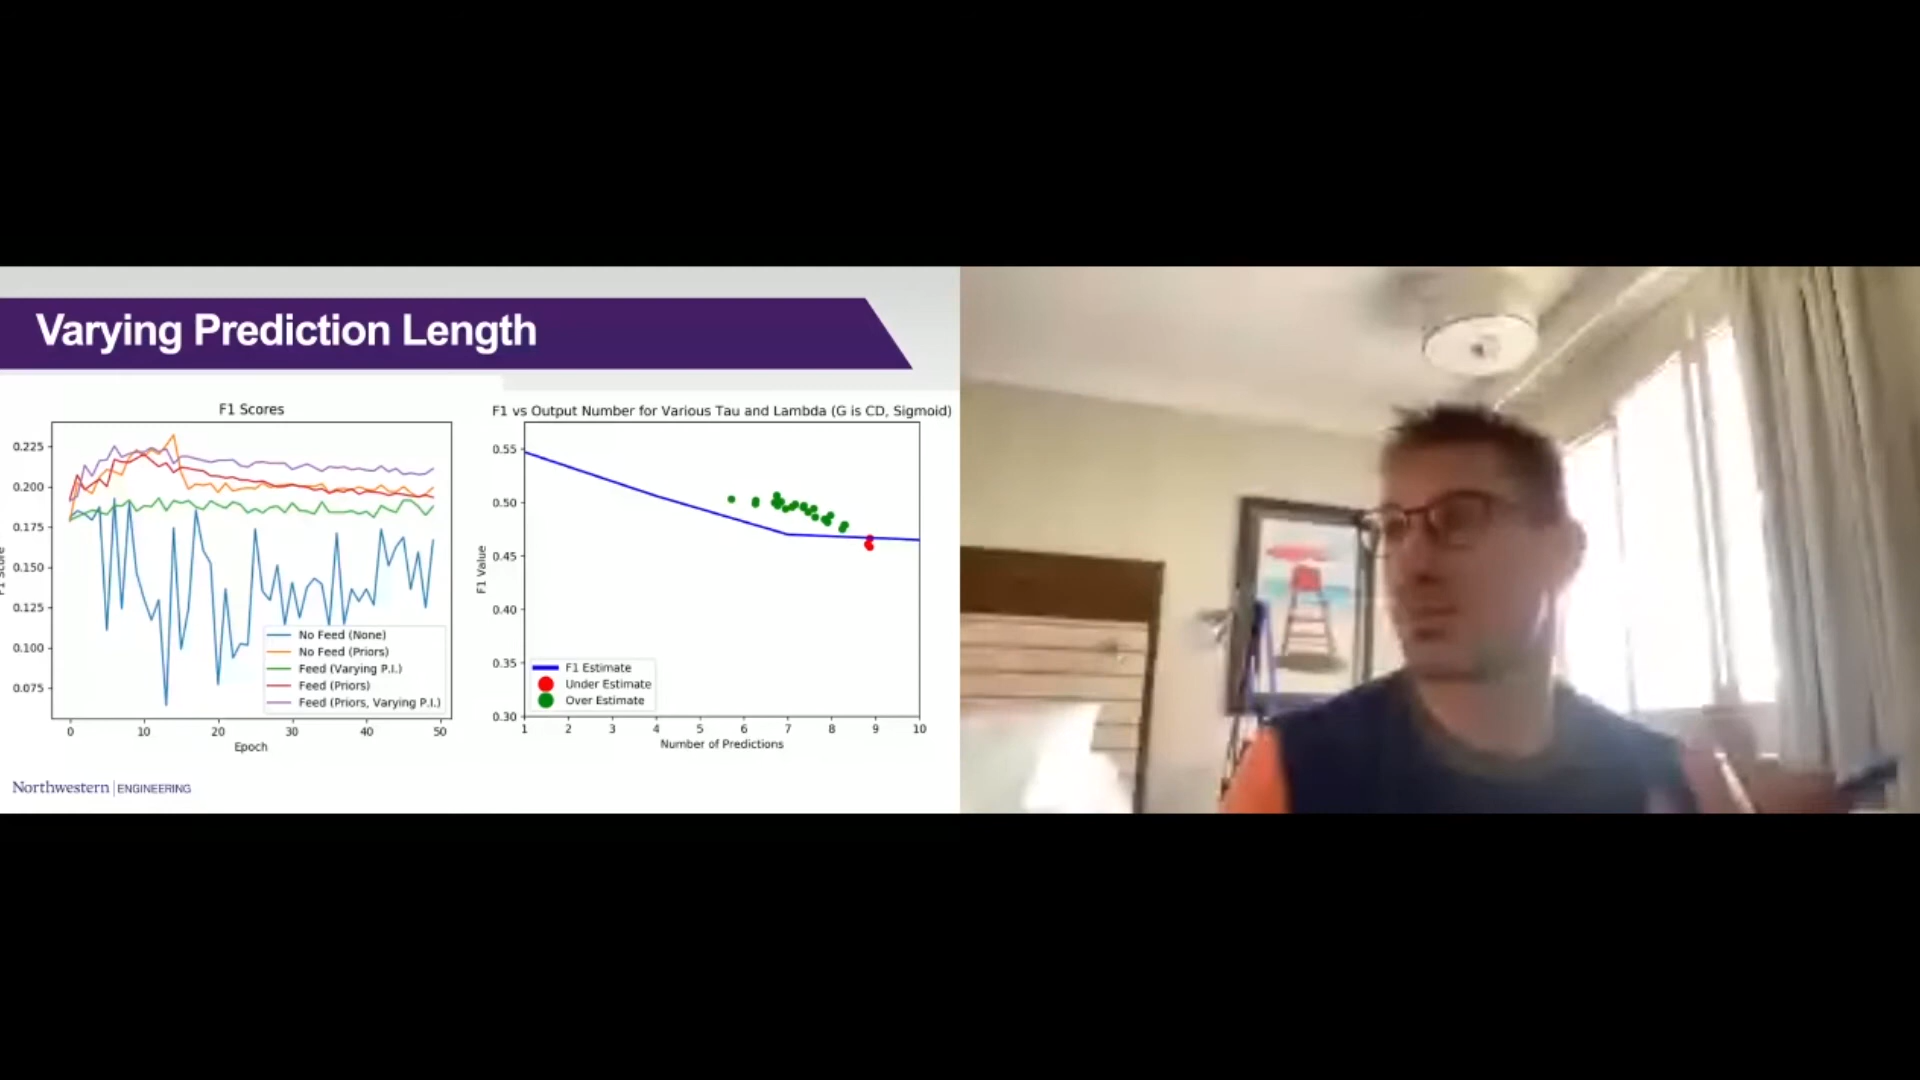 Varying Prediction Length
F1 Scores
0.225
0.200
0.175
0.150
0.125
0.100
0.075
0 10 20 30 40 50
Epoch
No Feed (None)
No Feed (Priors)
Feed (Varying P.I.)
Feed (Priors)
Feed (Priors, Varying P.I.)
F1 vs Output Number for Various Tau and Lambda (G is CD, Sigmoid)
F1 Value
0.55
0.50
0.45
0.40
0.35
0.30
1 2 3 4 5 6 7 8 9 10
Number of Predictions
F1 Estimate
Under Estimate
Over Estimate
Northwestern | ENGINEERING